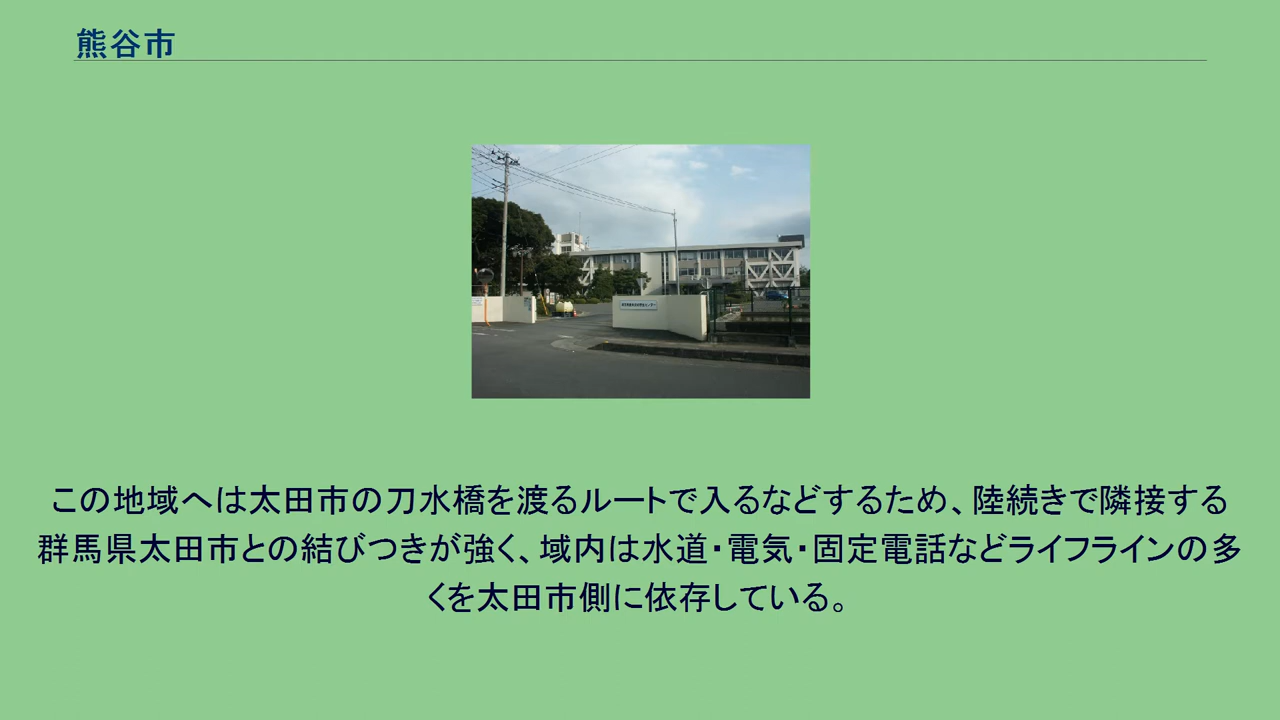 熊谷市
この地域へは太田市の刀水橋を渡るルートで入るなどするため、陸続きで隣接する
群馬県太田市との結びつきが強く、域内は水道・電気・固定電話などライフラインの多
くを太田市側に依存している。